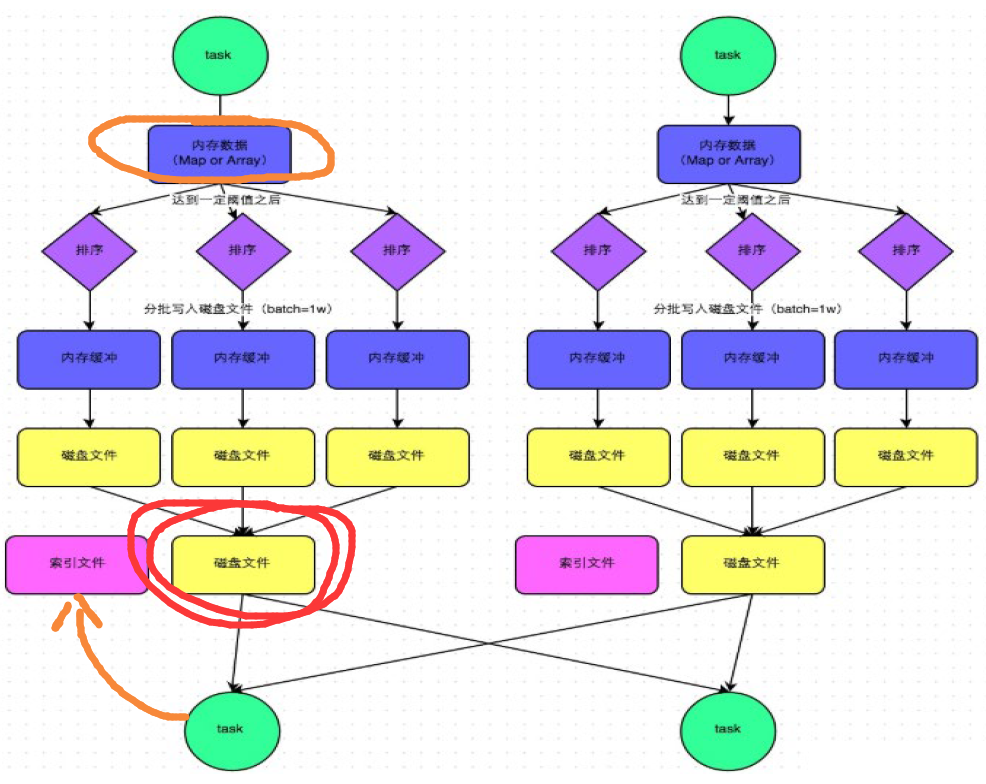 task
task
内存数据
（Map or Array）
内存数据
（Map or Array）
达到一定阈值之后
达到一定阈值之后
排序
排序
排序
排序
排序
排序
分批写入磁盘文件（batch=1w）
分批写入磁盘文件（batch=1w）
内存缓冲
内存缓冲
内存缓冲
内存缓冲
内存缓冲
内存缓冲
磁盘文件
磁盘文件
磁盘文件
磁盘文件
磁盘文件
磁盘文件
索引文件
磁盘文件
索引文件
磁盘文件
task
task